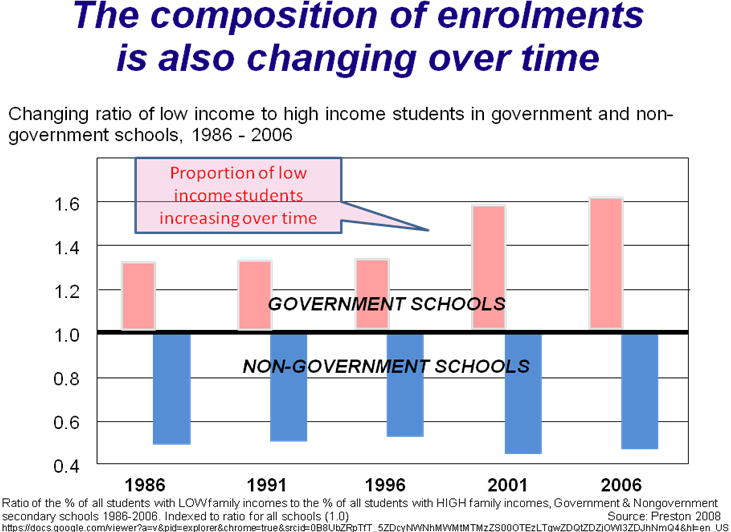 The composition of enrolments
is also changing over time
Changing ratio of low income to high income students in government and non-
government schools, 1986 - 2006
Proportion of low
income students
increasing over time
1.6
1.4
1.2
GOVERNMENT SCHOOLS
1.0
NON-GOVERNMENT SCHOOLS
0.8
0.6
0.4
1986 1991 1996 2001 2006
Ratio of the % of all students with LOW family incomes to the % of all students with HIGH family incomes, Government & Nongovernment
secondary schools 1986-2006. Indexed to ratio for all schools (1.0) Source: Preston 2008